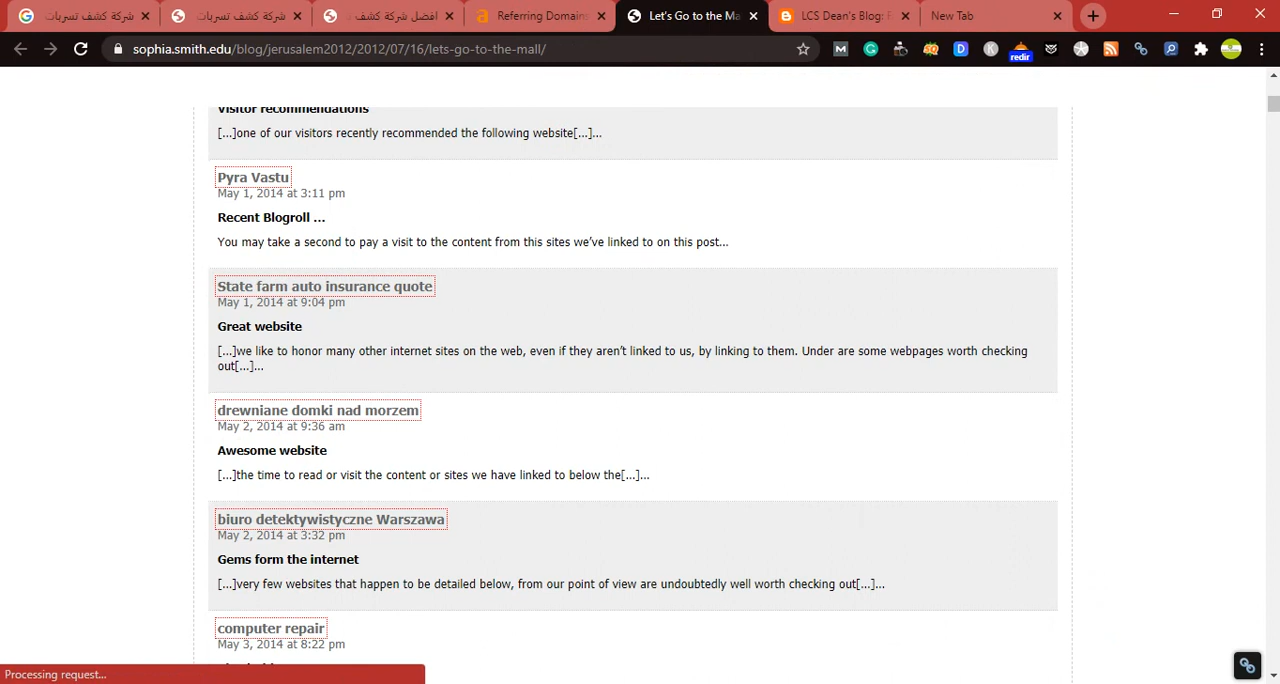 شركة كشف تسربات
شركة كشف تسربات
افضل شركة كشف
Referring Domain
Let's Go to the Ma
LCS Dean's Blog: F
New Tab
sophia.smith.edu/blog/jerusalem2012/2012/07/16/lets-go-to-the-mall/
redir
Visitor recommendations
[...]one of our visitors recently recommended the following website[...]...
Pyra Vastu
May 1, 2014 at 3:11 pm
Recent Blogroll ...
You may take a second to pay a visit to the content from this sites we've linked to on this post...
State farm auto insurance quote
May 1, 2014 at 9:04 pm
Great website
[...]we like to honor many other internet sites on the web, even if they aren't linked to us, by linking to them. Under are some webpages worth checking
out[...]...
drewniane domki nad morzem
May 2, 2014 at 9:36 am
Awesome website
[...]the time to read or visit the content or sites we have linked to below the[...]...
biuro detektywistyczne Warszawa
May 2, 2014 at 3:32 pm
Gems form the internet
[...]very few websites that happen to be detailed below, from our point of view are undoubtedly well worth checking out[...]...
computer repair
May 3, 2014 at 8:22 pm
Processing request...